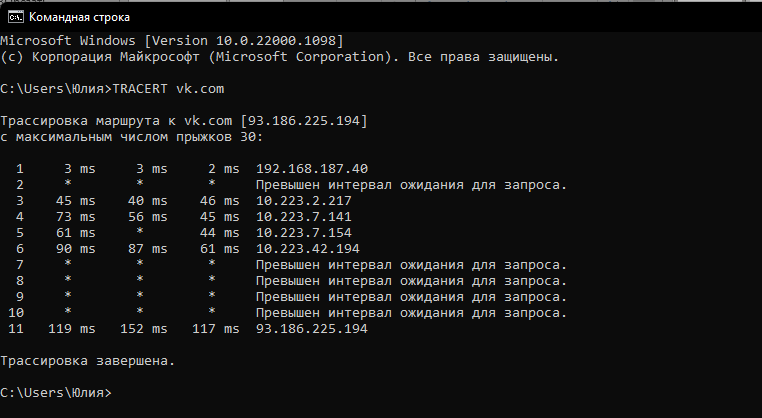 Командная строка
Microsoft Windows [Version 10.0.22000.1098]
(c) Корпорация Майкрософт (Microsoft Corporation). Все права защищены.
C:\Users\Юлия>TRACERT vk.com
Трассировка маршрута к vk.com [93.186.225.194]
с максимальным числом прыжков 30:
1 3 ms 3 ms 2 ms 192.168.187.40
2 * * * Превышен интервал ожидания для запроса.
3 45 ms 40 ms 46 ms 10.223.2.217
4 73 ms 56 ms 45 ms 10.223.7.141
5 61 ms * 44 ms 10.223.7.154
6 90 ms 87 ms 61 ms 10.223.42.194
7 * * * Превышен интервал ожидания для запроса.
8 * * * Превышен интервал ожидания для запроса.
9 * * * Превышен интервал ожидания для запроса.
10 * * * Превышен интервал ожидания для запроса.
11 119 ms 152 ms 117 ms 93.186.225.194
Трассировка завершена.
C:\Users\Юлия>